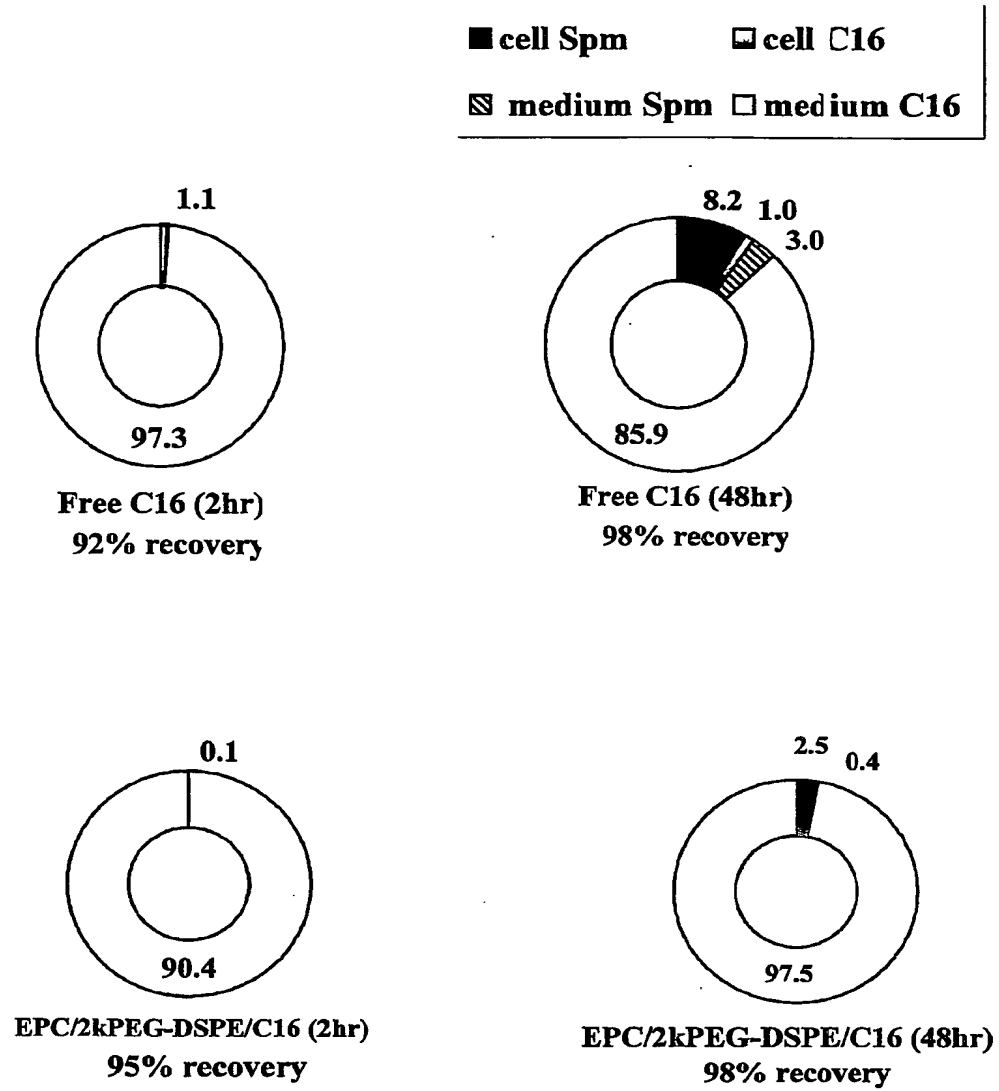 cell Spm cell C16
medium Spm medium C16
1.1
97.3
Free C16 (2hr)
92% recovery
8.2
1.0
3.0
85.9
Free C16 (48hr)
98% recovery
0.1
90.4
EPC/2kPEG-DSPE/C16 (2hr)
95% recovery
2.5
0.4
97.5
EPC/2kPEG-DSPE/C16 (48hr)
98% recovery